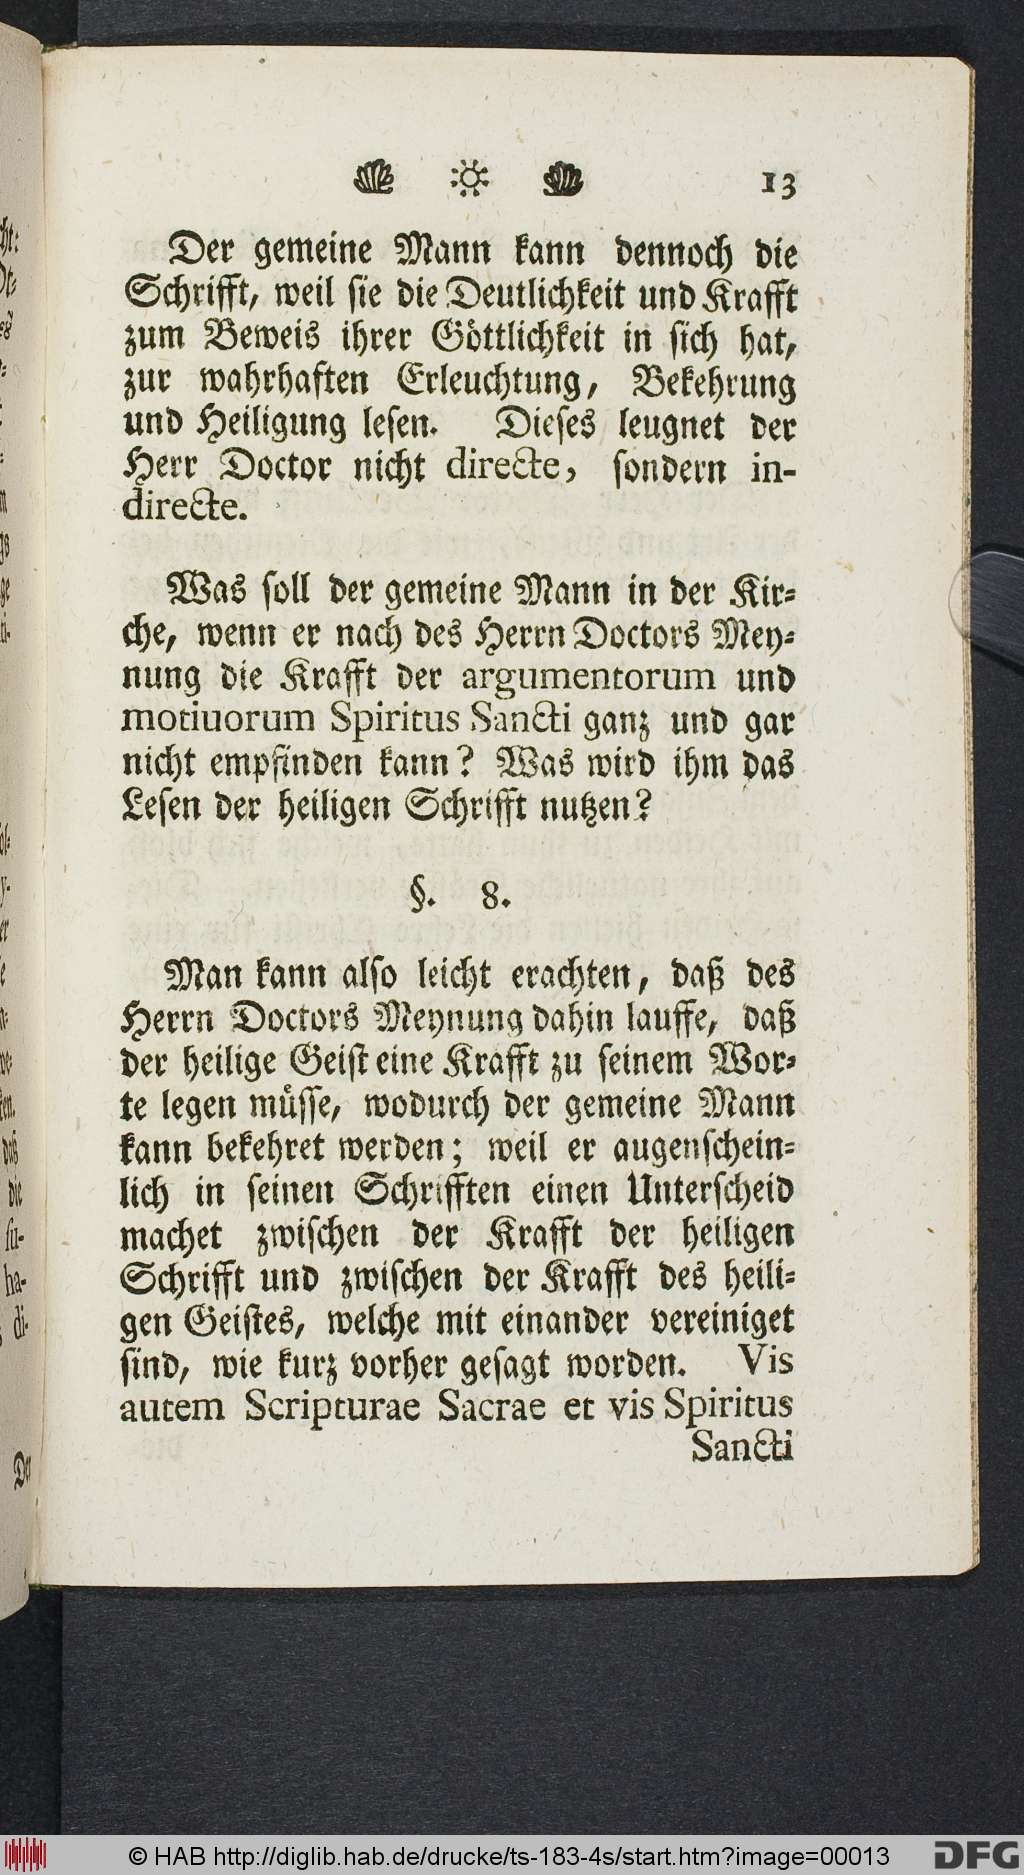 13
Der gemeine Mann kann dennoch die
Schrifft, weil sie die Deutlichkeit und Krafft
zum Beweis ihrer Göttlichkeit in sich hat,
zur wahrhaften Erleuchtung, Bekehrung
und Heiligung lesen. Dieses leugnet der
Herr Doctor nicht directe, sondern in-
directe.
Was soll der gemeine Mann in der Kir-
che, wenn er nach des Herrn Doctors Mey-
nung die Krafft der argumentorum und
motiuorum Spiritus Sancti ganz und gar
nicht empfinden kann? Was wird ihm das
Lesen der heiligen Schrifft nutzen?
§. 8.
Man kann also leicht erachten, daß des
Herrn Doctors Meynung dahin lauffe, daß
der heilige Geist eine Krafft zu seinem Wor-
te legen müsse, wodurch der gemeine Mann
kann bekehret werden; weil er augenschein-
lich in seinen Schrifften einen Unterscheid
machet zwischen der Krafft der heiligen
Schrifft und zwischen der Krafft des heili-
gen Geistes, welche mit einander vereiniget
sind, wie kurz vorher gesagt worden. Vis
autem Scripturae Sacrae et vis Spiritus
Sancti
© HAB http://diglib.hab.de/drucke/ts-183-4s/start.htm?image=00013
DFG